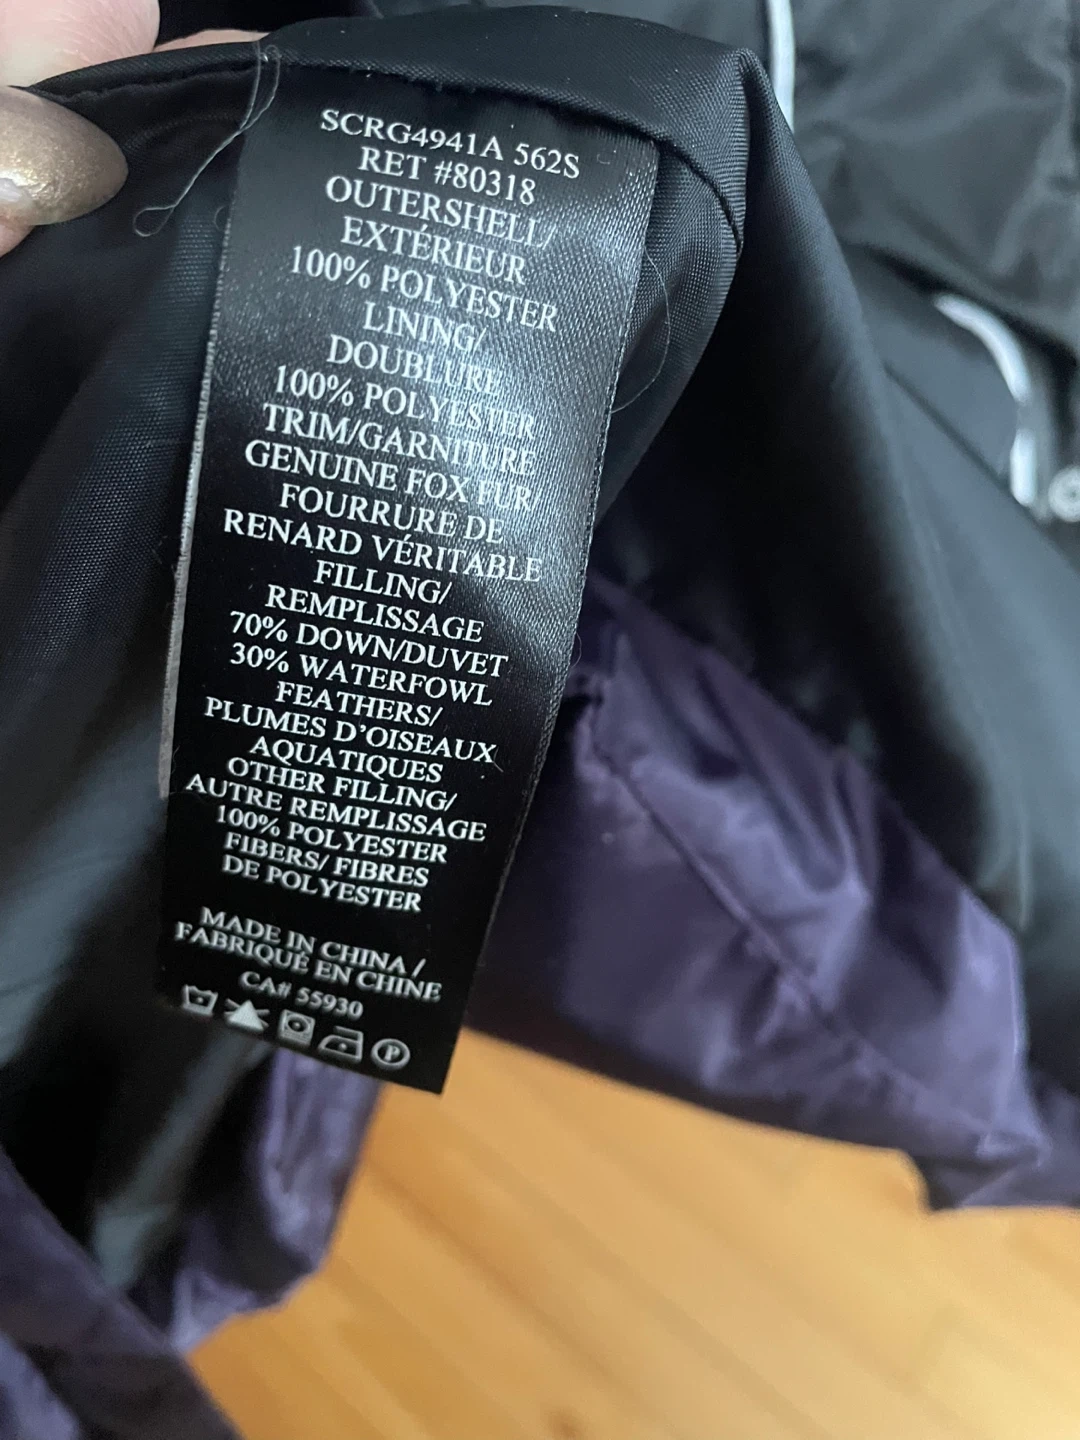 SCRG4941A 562S
RET #80318
OUTERSHELL/
EXTÉRIEUR
100% POLYESTER
LINING/
DOUBLURE
100% POLYESTER
TRIM/GARNITURE
GENUINE FOX FUR/
FOURRURE DE
RENARD VÉRITABLE
FILLING/
REMPLISSAGE
70% DOWN/DUVET
30% WATERFOWL
FEATHERS/
PLUMES D'OISEAUX
AQUATIQUES
OTHER FILLING/
AUTRE REMPLISSAGE
100% POLYESTER
FIBERS/ FIBRES
DE POLYESTER
MADE IN CHINA /
FABRIQUÉ EN CHINE
CA# 55930
P